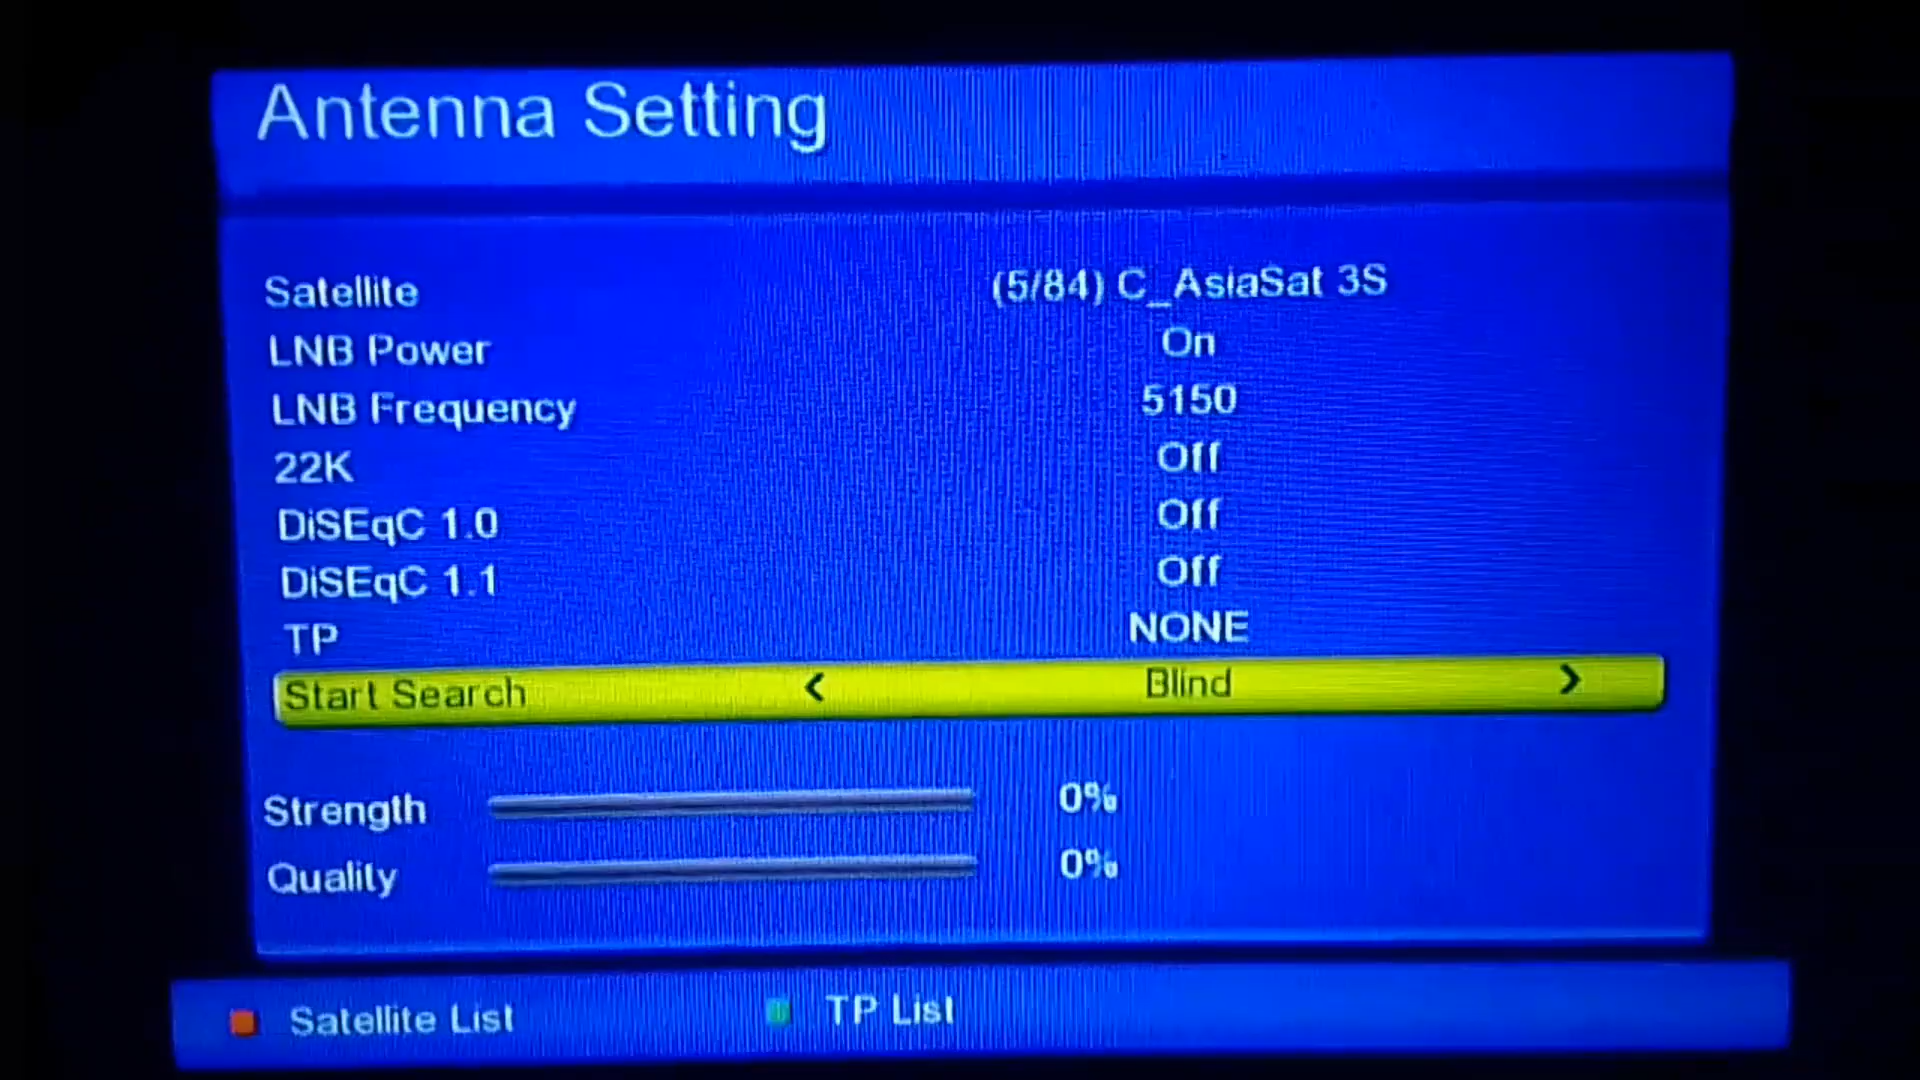 Antenna Setting
Satellite (5/84) C_AsiaSat 3S
LNB Power On
LNB Frequency 5150
22K Off
DiSEqC 1.0 Off
DiSEqC 1.1 Off
TP NONE
Start Search < Blind >
Strength 0%
Quality 0%
Satellite List TP List